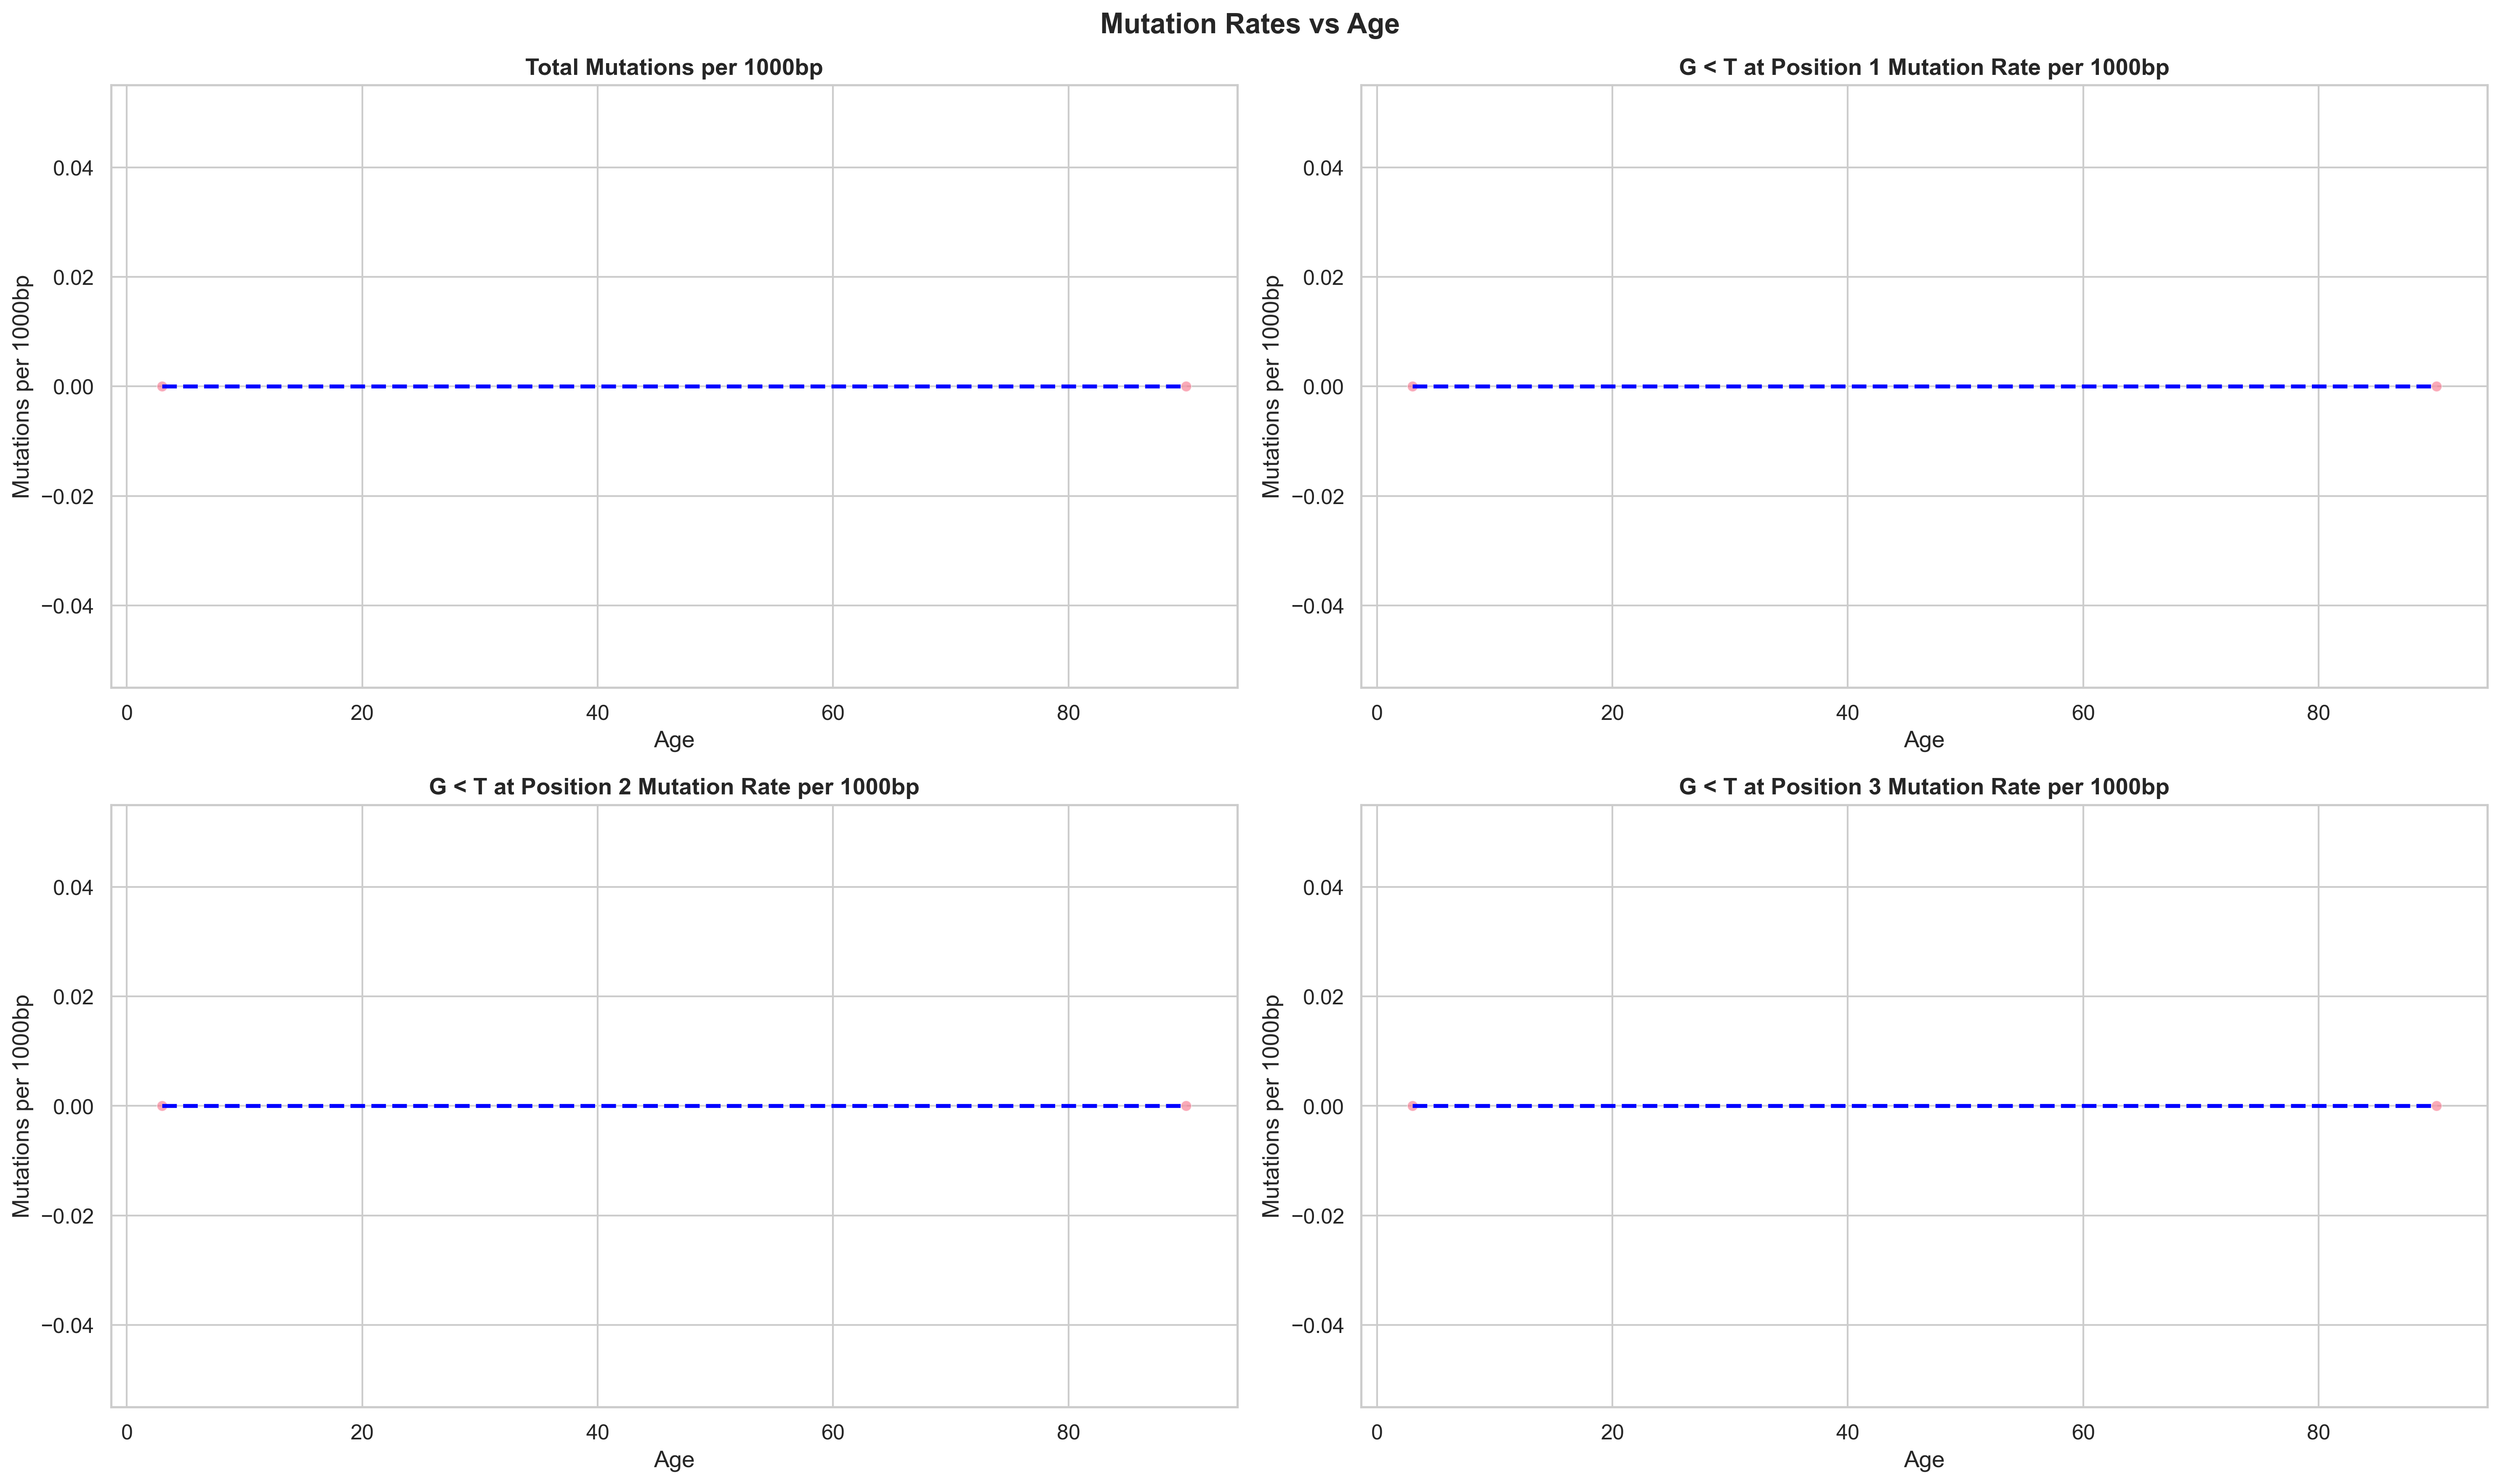 Mutation Rates vs Age
Total Mutations per 1000bp
Mutations per 1000bp
0.04
0.02
0.00
−0.02
−0.04
0 20 40 60 80
Age
G < T at Position 1 Mutation Rate per 1000bp
Mutations per 1000bp
0.04
0.02
0.00
−0.02
−0.04
0 20 40 60 80
Age
G < T at Position 2 Mutation Rate per 1000bp
Mutations per 1000bp
0.04
0.02
0.00
−0.02
−0.04
0 20 40 60 80
Age
G < T at Position 3 Mutation Rate per 1000bp
Mutations per 1000bp
0.04
0.02
0.00
−0.02
−0.04
0 20 40 60 80
Age